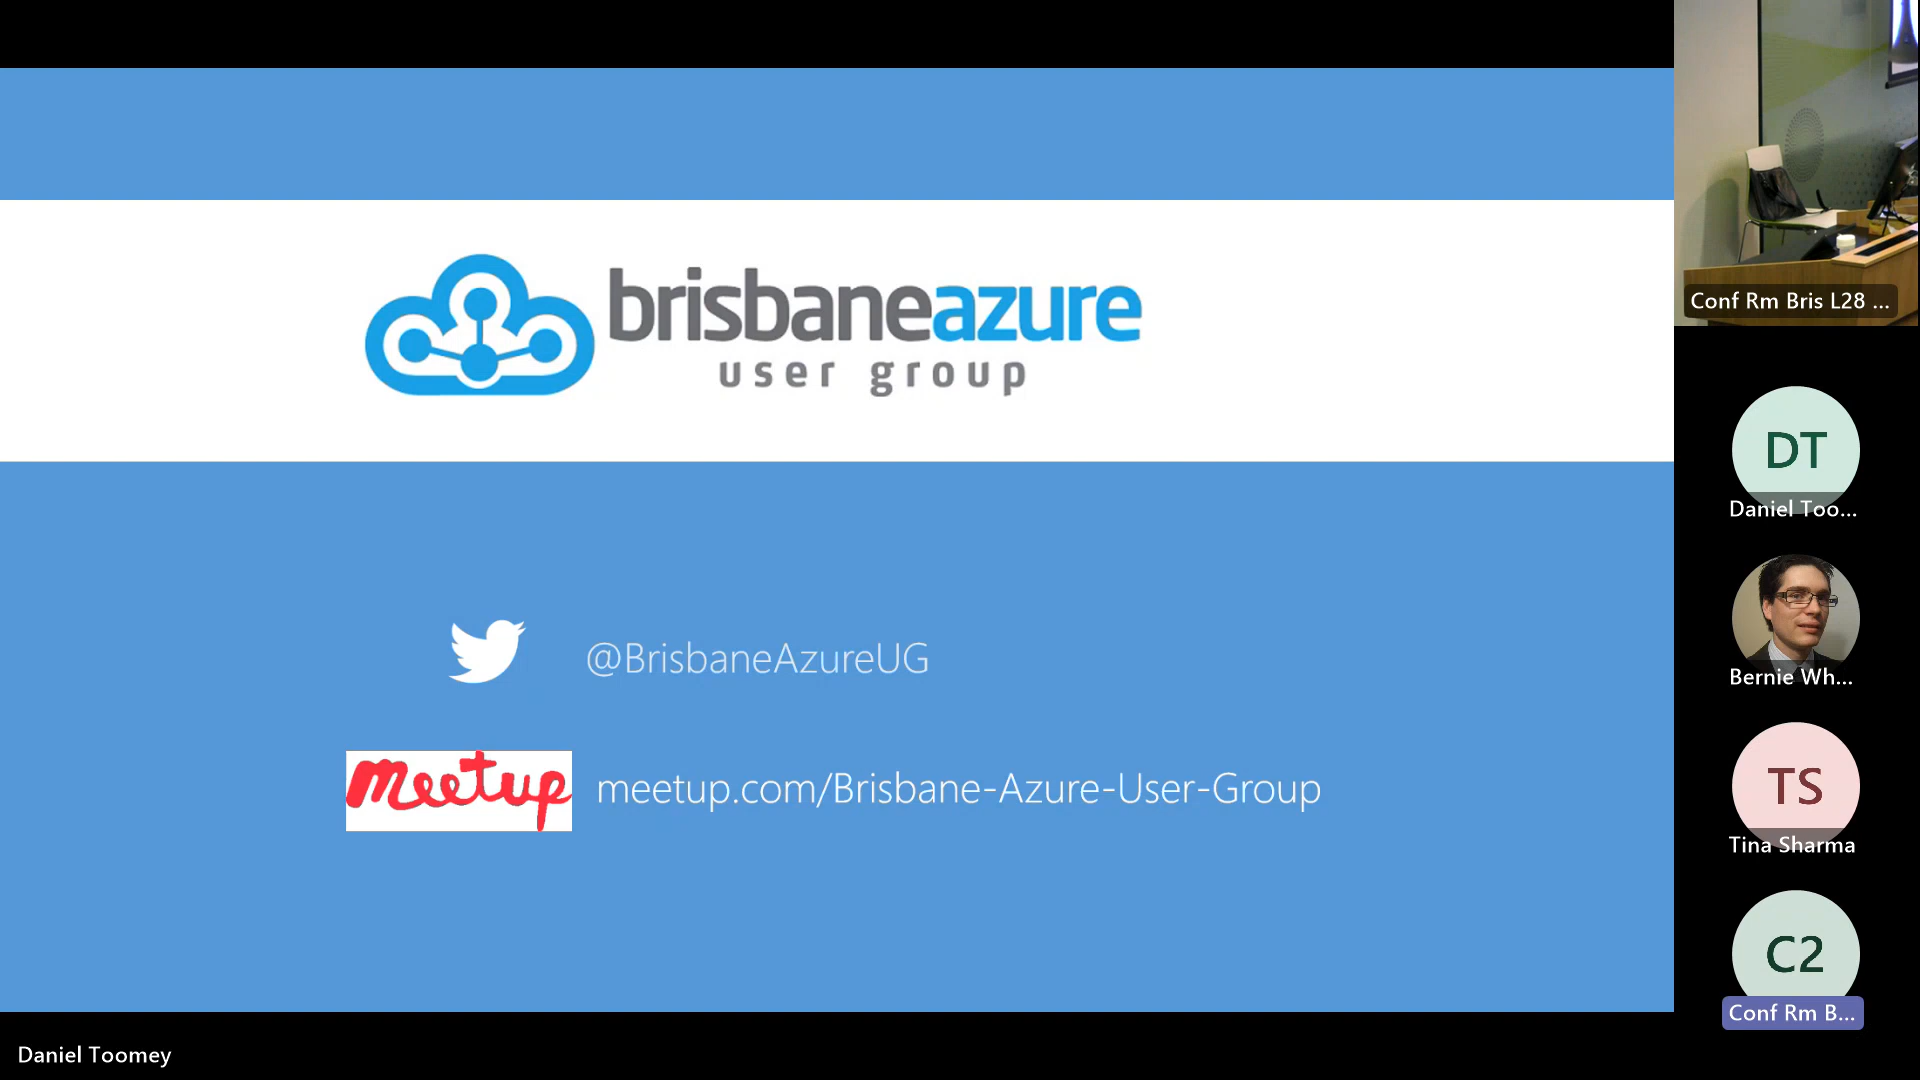 brisbaneazure
user group
@BrisbaneAzureUG
meetup
meetup.com/Brisbane-Azure-User-Group
Conf Rm Bris L28 ...
DT
Daniel Too...
Bernie Wh...
TS
Tina Sharma
C2
Conf Rm B...
Daniel Toomey